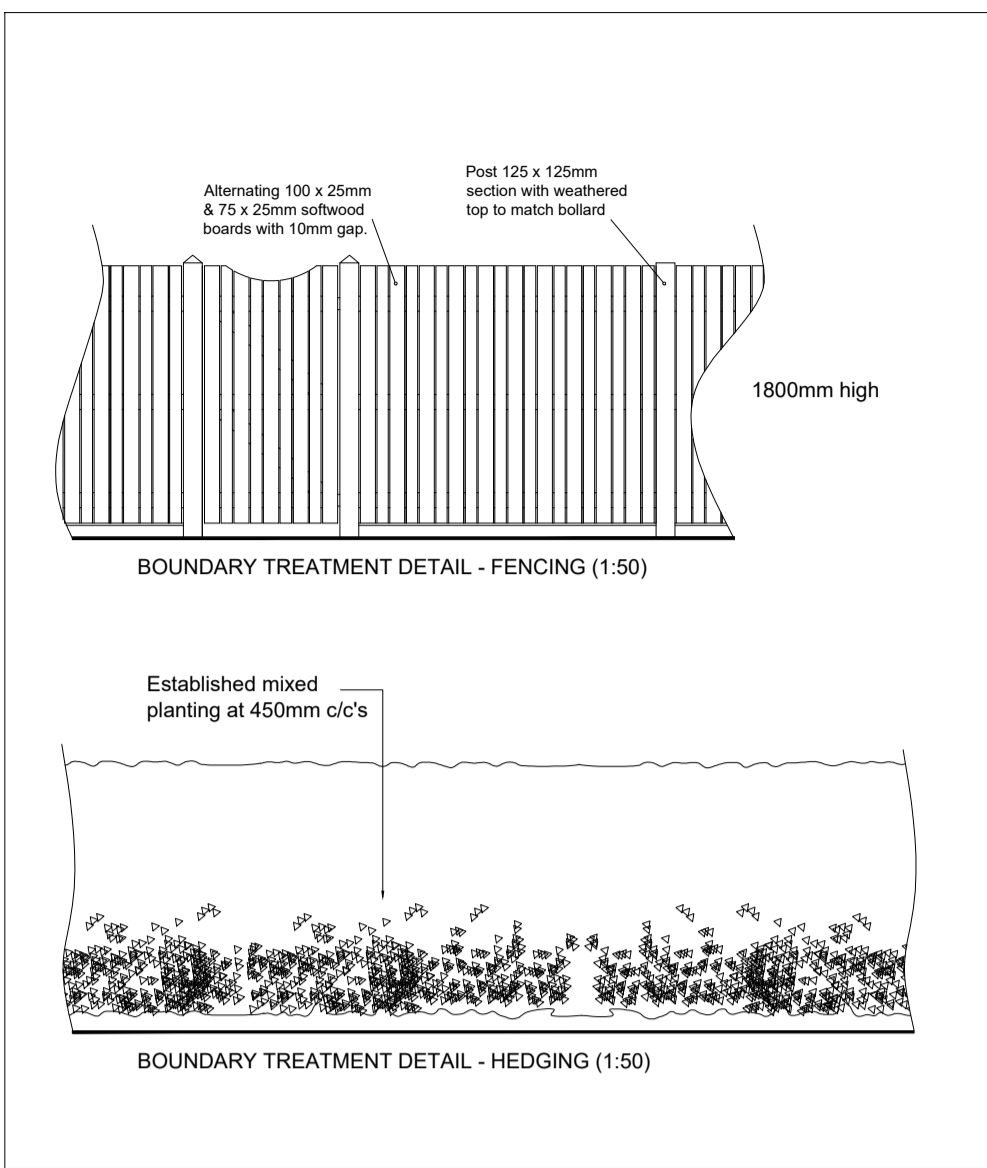 Alternating 100 x 25mm
& 75 x 25mm softwood
boards with 10mm gap.
Post 125 x 125mm
section with weathered
top to match bollard
1800mm high
BOUNDARY TREATMENT DETAIL - FENCING (1:50)
Established mixed
planting at 450mm c/c's
BOUNDARY TREATMENT DETAIL - HEDGING (1:50)